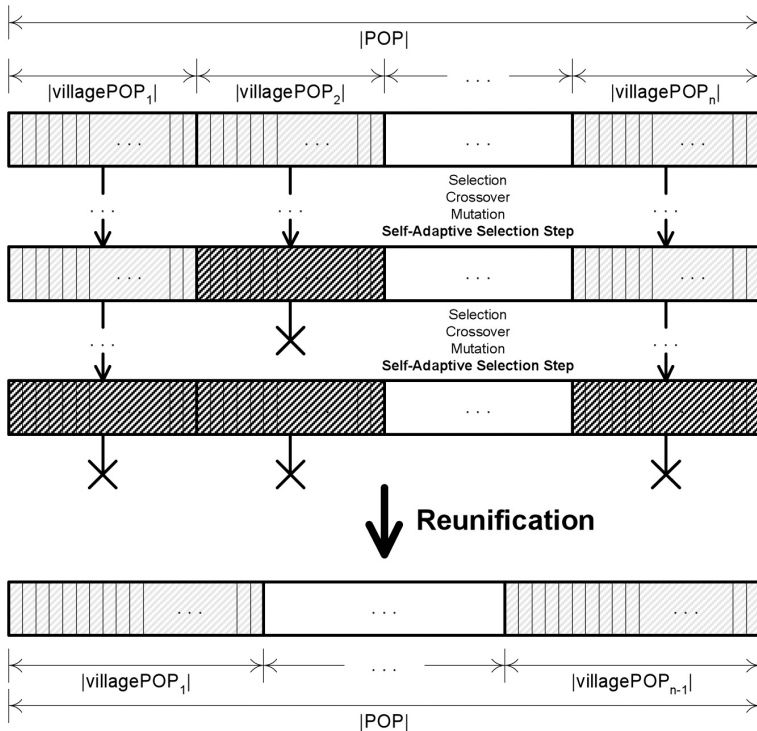 |POP|
|villagePOP₁| |villagePOP₂| . . . |villagePOPₙ|
. . . . . . . . . . . .
Selection
Crossover
. . . . . . Mutation . . .
Self-Adaptive Selection Step
. . . . . . . . .
Selection
Crossover
. . . Mutation . . .
Self-Adaptive Selection Step
. . .
Reunification
. . . . . . . . .
|villagePOP₁| . . . |villagePOPₙ₋₁|
|POP|